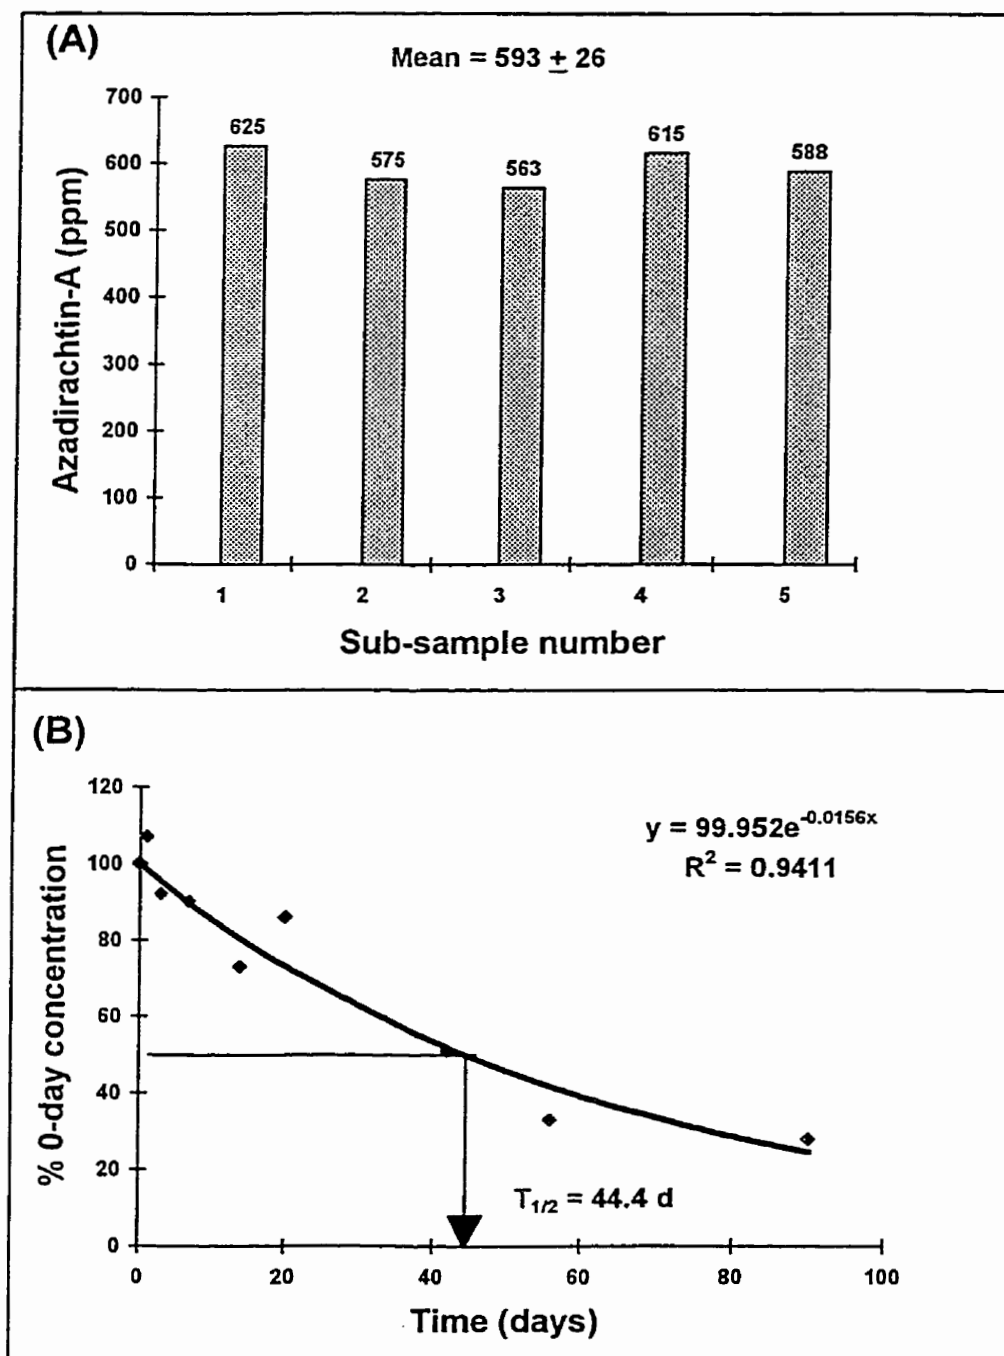 (A)
Mean = 593 ± 26
Azadirachtin-A (ppm)
700
600
500
400
300
200
100
0
625
575
563
615
588
1 2 3 4 5
Sub-sample number
(B)
% 0-day concentration
120
100
80
60
40
20
0
y = 99.952e^-0.0156x
R² = 0.9411
T1/2 = 44.4 d
0 20 40 60 80 100
Time (days)